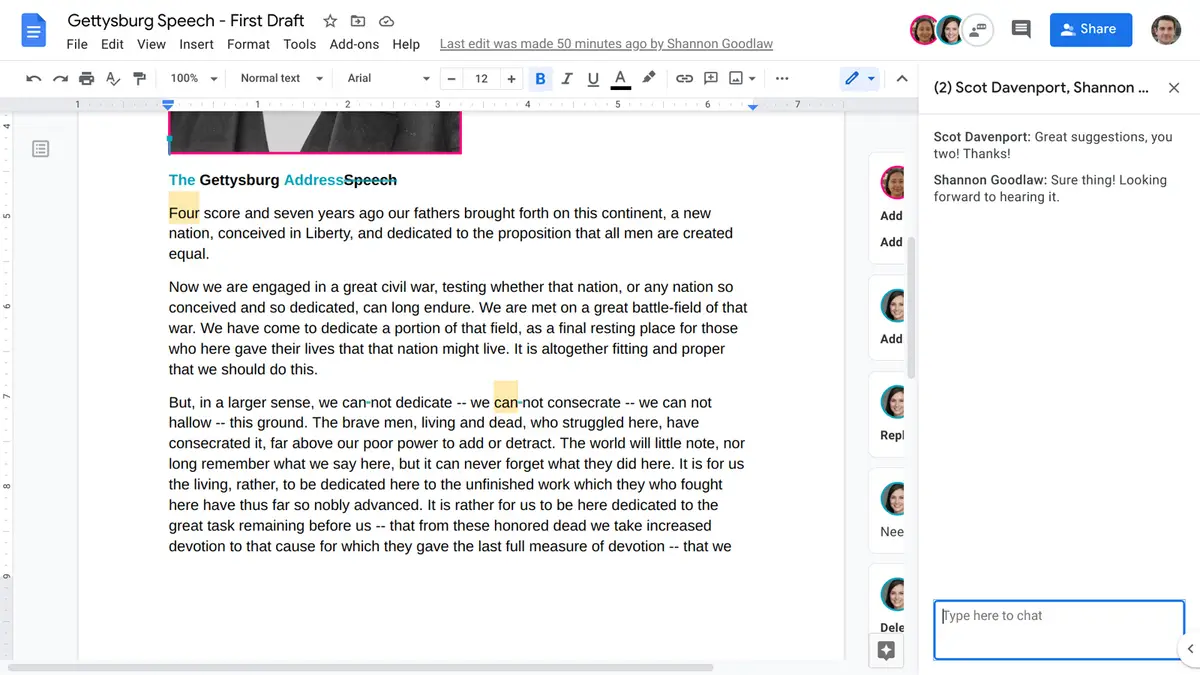 Gettysburg Speech - First Draft
File Edit View Insert Format Tools Add-ons Help Last edit was made 50 minutes ago by Shannon Goodlaw
Share
100% Normal text Arial − 12 + B I U A
(2) Scot Davenport, Shannon ...
1 1 2 3 4 5 6 7
Scot Davenport: Great suggestions, you
two! Thanks!
Shannon Goodlaw: Sure thing! Looking
forward to hearing it.
The Gettysburg AddressSpeech
Four score and seven years ago our fathers brought forth on this continent, a new
nation, conceived in Liberty, and dedicated to the proposition that all men are created
equal.
Now we are engaged in a great civil war, testing whether that nation, or any nation so
conceived and so dedicated, can long endure. We are met on a great battle-field of that
war. We have come to dedicate a portion of that field, as a final resting place for those
who here gave their lives that that nation might live. It is altogether fitting and proper
that we should do this.
But, in a larger sense, we can-not dedicate -- we can-not consecrate -- we can not
hallow -- this ground. The brave men, living and dead, who struggled here, have
consecrated it, far above our poor power to add or detract. The world will little note, nor
long remember what we say here, but it can never forget what they did here. It is for us
the living, rather, to be dedicated here to the unfinished work which they who fought
here have thus far so nobly advanced. It is rather for us to be here dedicated to the
great task remaining before us -- that from these honored dead we take increased
devotion to that cause for which they gave the last full measure of devotion -- that we
4
5
6
7
8
9
Add
Add
Add
Repl
Nee
Dele
Type here to chat